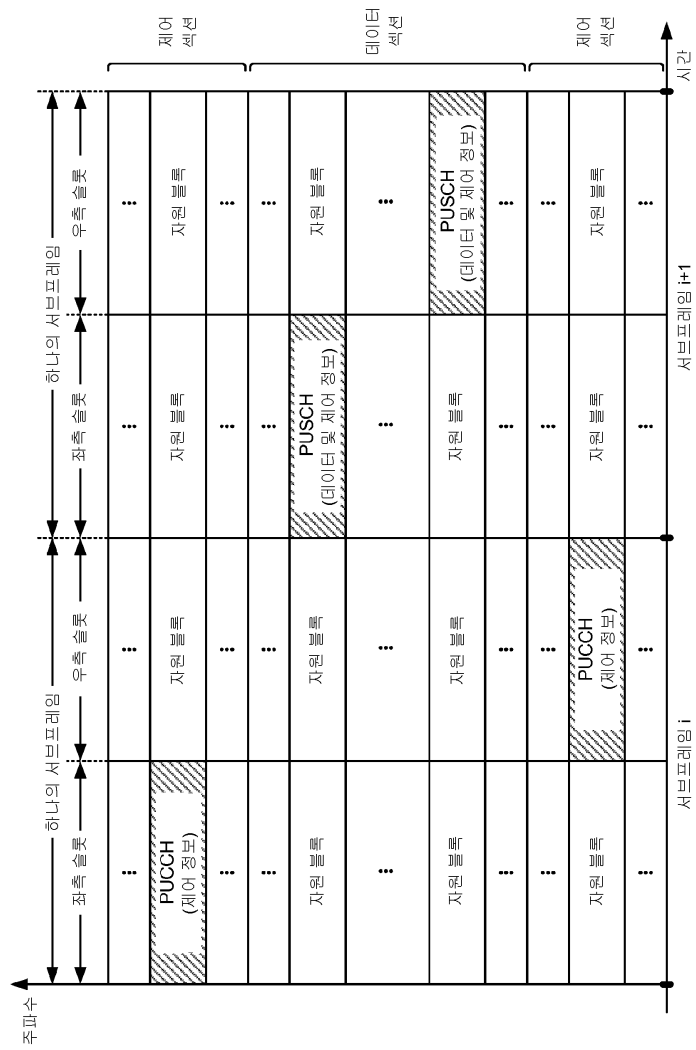 주파수
하나의 서브프레임
하나의 서브프레임
좌측 슬롯
우측 슬롯
좌측 슬롯
우측 슬롯
... ... ... ...
PUCCH
(제어 정보)
자원 블록
자원 블록
자원 블록
제어
섹션
... ... ... ...
... ... ... ...
자원 블록
자원 블록
PUSCH
(데이터 및 제어 정보)
자원 블록
... ... ... ...
데이터
섹션
자원 블록
자원 블록
자원 블록
PUSCH
(데이터 및 제어 정보)
... ... ... ...
... ... ... ...
자원 블록
PUCCH
(제어 정보)
자원 블록
자원 블록
제어
섹션
... ... ... ...
서브프레임 i
서브프레임 i+1
시간